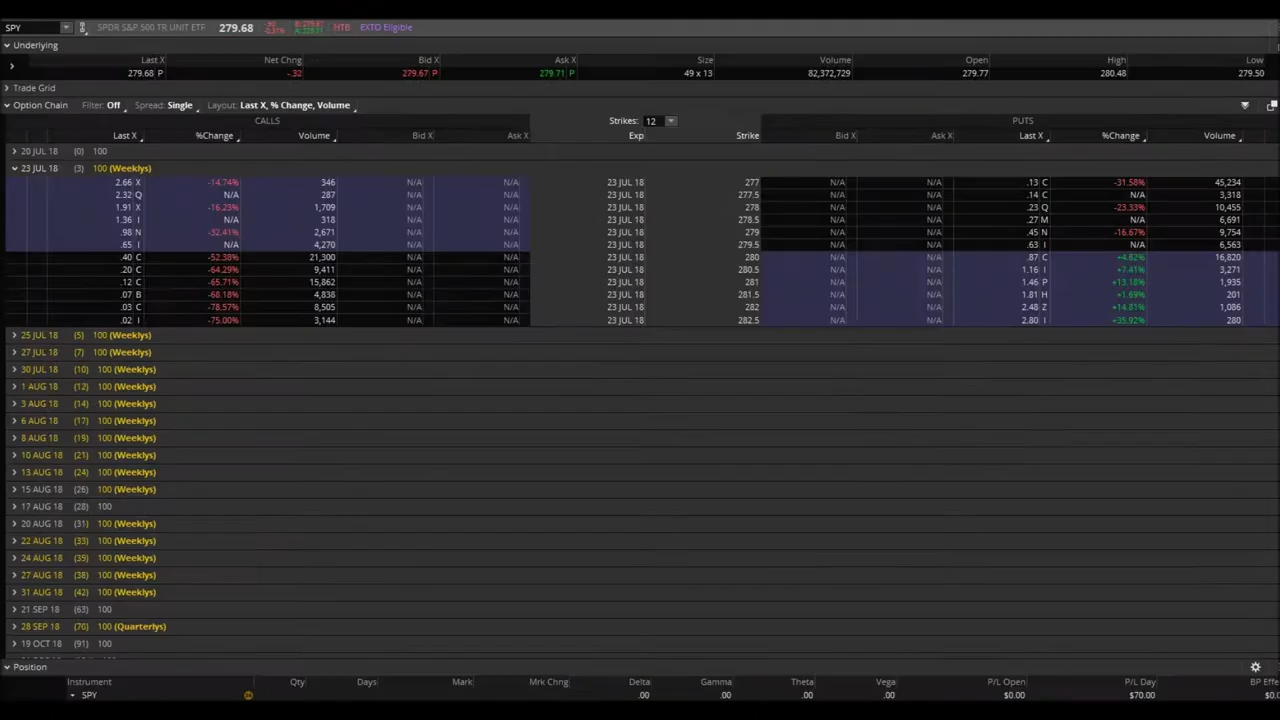 SPY SPDR S&P 500 TR UNIT ETF 279.68 HTB EXTO Eligible
Underlying
Last X Net Chng Bid X Ask X Size Volume Open High Low
279.68 P -.32 279.67 P 279.71 P 49 x 13 82,372,729 279.77 280.48 279.50
Trade Grid
Option Chain Filter: Off Spread: Single Layout: Last X, % Change, Volume
CALLS Strikes: 12 PUTS
Last X %Change Volume Bid X Ask X Exp Strike Bid X Ask X Last X %Change Volume
20 JUL 18 (0) 100
23 JUL 18 (3) 100 (Weeklys)
2.66 X -14.74% 346 N/A N/A 23 JUL 18 277 N/A N/A .13 C -31.58% 45,234
2.32 Q N/A 287 N/A N/A 23 JUL 18 277.5 N/A N/A .14 C N/A 3,318
1.91 X -16.23% 1,709 N/A N/A 23 JUL 18 278 N/A N/A .23 Q -23.33% 10,455
1.36 I N/A 318 N/A N/A 23 JUL 18 278.5 N/A N/A .27 M N/A 6,691
.98 N -32.41% 2,671 N/A N/A 23 JUL 18 279 N/A N/A .45 N -16.67% 9,754
.65 I N/A 4,270 N/A N/A 23 JUL 18 279.5 N/A N/A .63 I N/A 6,563
.40 C -52.38% 21,300 N/A N/A 23 JUL 18 280 N/A N/A .87 C +4.82% 16,820
.20 C -64.29% 9,411 N/A N/A 23 JUL 18 280.5 N/A N/A 1.16 I +7.41% 3,271
.12 C -65.71% 15,862 N/A N/A 23 JUL 18 281 N/A N/A 1.46 P +13.18% 1,935
.07 B -68.18% 4,838 N/A N/A 23 JUL 18 281.5 N/A N/A 1.81 H +1.69% 201
.03 C -78.57% 8,505 N/A N/A 23 JUL 18 282 N/A N/A 2.48 Z +14.81% 1,086
.02 I -75.00% 3,144 N/A N/A 23 JUL 18 282.5 N/A N/A 2.80 I +35.92% 280
25 JUL 18 (5) 100 (Weeklys)
27 JUL 18 (7) 100 (Weeklys)
30 JUL 18 (10) 100 (Weeklys)
1 AUG 18 (12) 100 (Weeklys)
3 AUG 18 (14) 100 (Weeklys)
6 AUG 18 (17) 100 (Weeklys)
8 AUG 18 (19) 100 (Weeklys)
10 AUG 18 (21) 100 (Weeklys)
13 AUG 18 (24) 100 (Weeklys)
15 AUG 18 (26) 100 (Weeklys)
17 AUG 18 (28) 100
20 AUG 18 (31) 100 (Weeklys)
22 AUG 18 (33) 100 (Weeklys)
24 AUG 18 (39) 100 (Weeklys)
27 AUG 18 (38) 100 (Weeklys)
31 AUG 18 (42) 100 (Weeklys)
21 SEP 18 (63) 100
28 SEP 18 (70) 100 (Quarterlys)
19 OCT 18 (91) 100
Position
Instrument Qty Days Mark Mrk Chng Delta Gamma Theta Vega P/L Open P/L Day BP Effe
SPY .00 .00 .00 .00 $0.00 $70.00 $0.